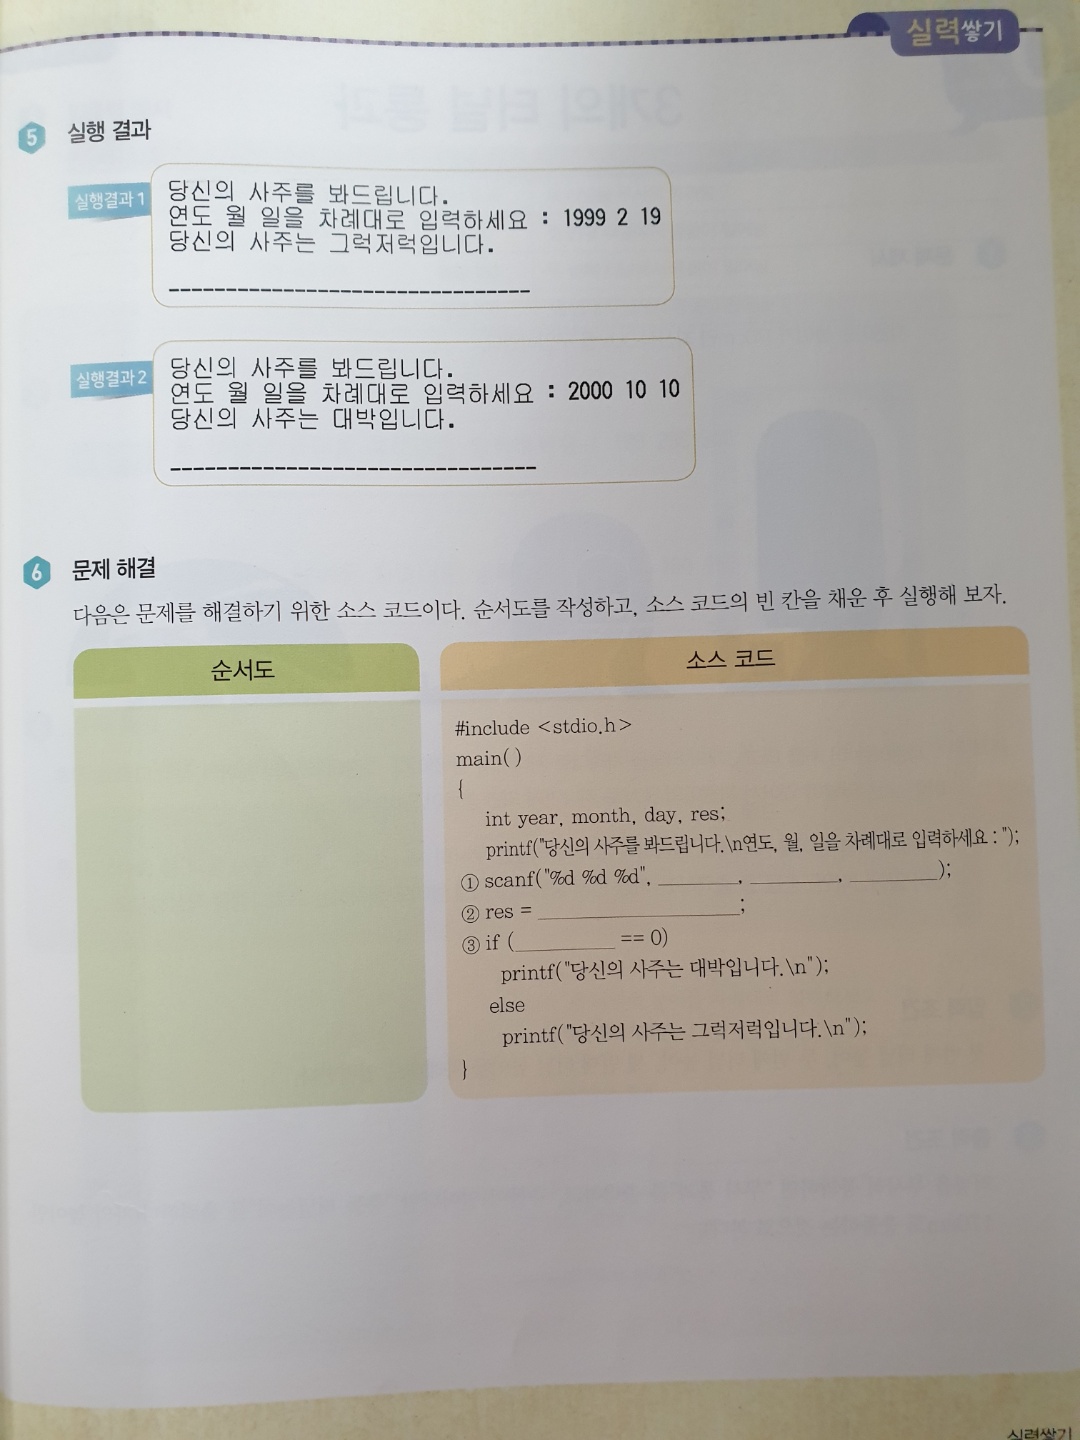 실력쌓기
5 실행 결과
실행결과 1
당신의 사주를 봐드립니다.
연도 월 일을 차례대로 입력하세요 : 1999 2 19
당신의 사주는 그럭저럭입니다.
--------------------------------
실행결과 2
당신의 사주를 봐드립니다.
연도 월 일을 차례대로 입력하세요 : 2000 10 10
당신의 사주는 대박입니다.
--------------------------------
6 문제 해결
다음은 문제를 해결하기 위한 소스 코드이다. 순서도를 작성하고, 소스 코드의 빈 칸을 채운 후 실행해 보자.
순서도
소스 코드
#include <stdio.h>
main( )
{
int year, month, day, res;
printf("당신의 사주를 봐드립니다.\n연도, 월, 일을 차례대로 입력하세요 : ");
① scanf("%d %d %d", ________, ________, ________);
② res = __________________;
③ if (_________ == 0)
printf("당신의 사주는 대박입니다.\n");
else
printf("당신의 사주는 그럭저럭입니다.\n");
}
실력쌓기